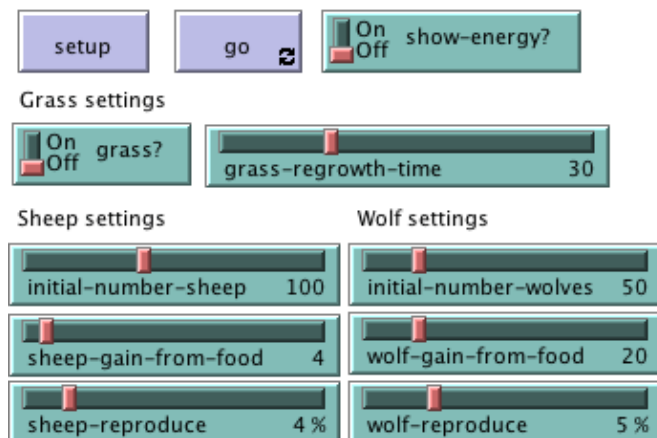 setup
go
On
Off
show-energy?
Grass settings
On
Off
grass?
grass-regrowth-time 30
Sheep settings
Wolf settings
initial-number-sheep 100
initial-number-wolves 50
sheep-gain-from-food 4
wolf-gain-from-food 20
sheep-reproduce 4 %
wolf-reproduce 5 %